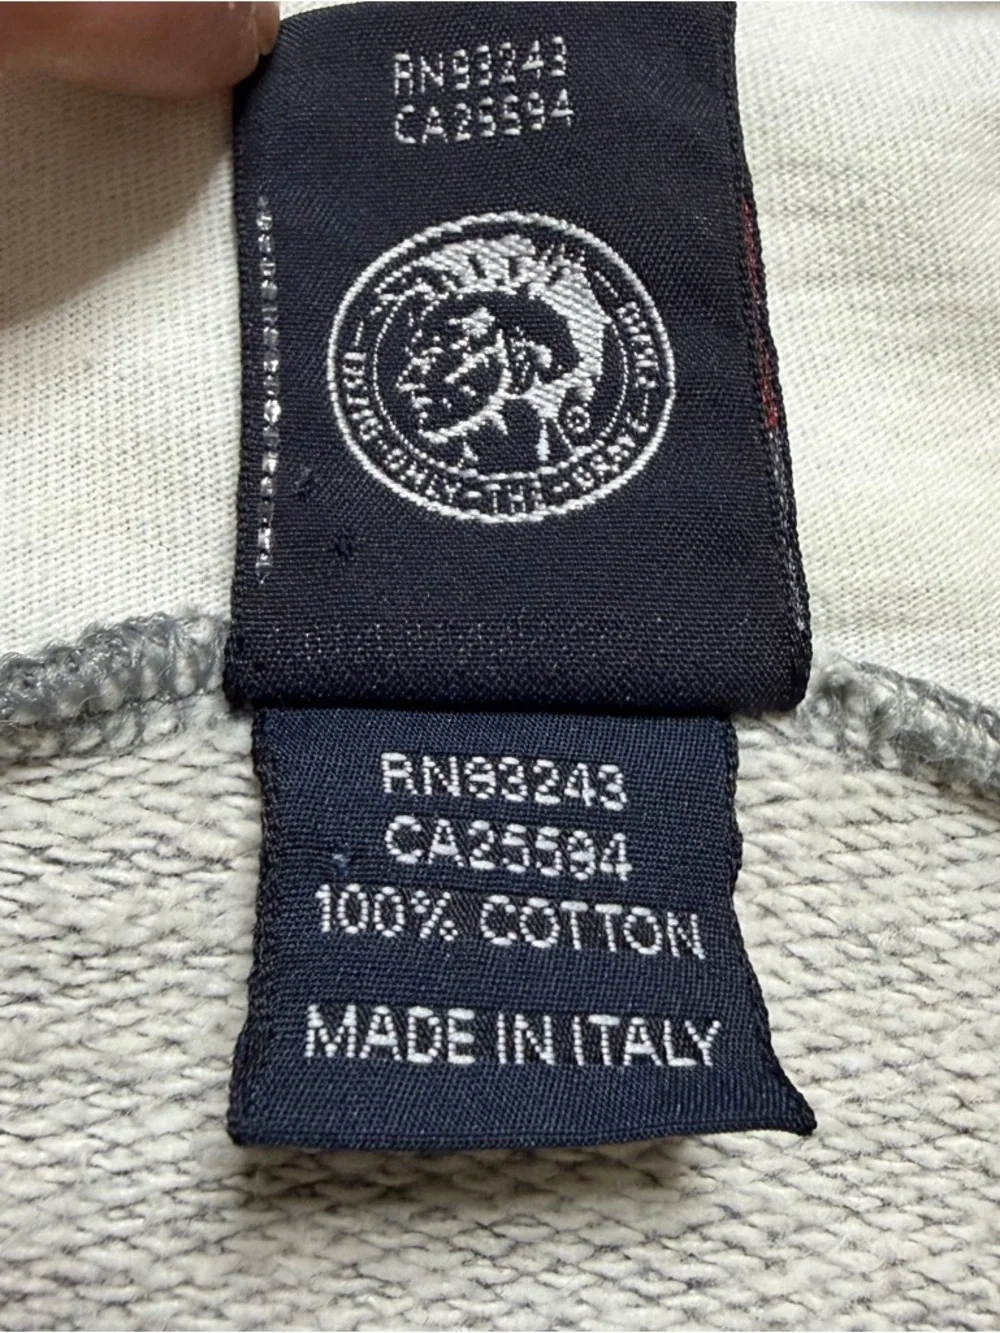 RN93243
CA25594
ONLY-THE-BRAVE
RN93243
CA25594
100% COTTON
MADE IN ITALY